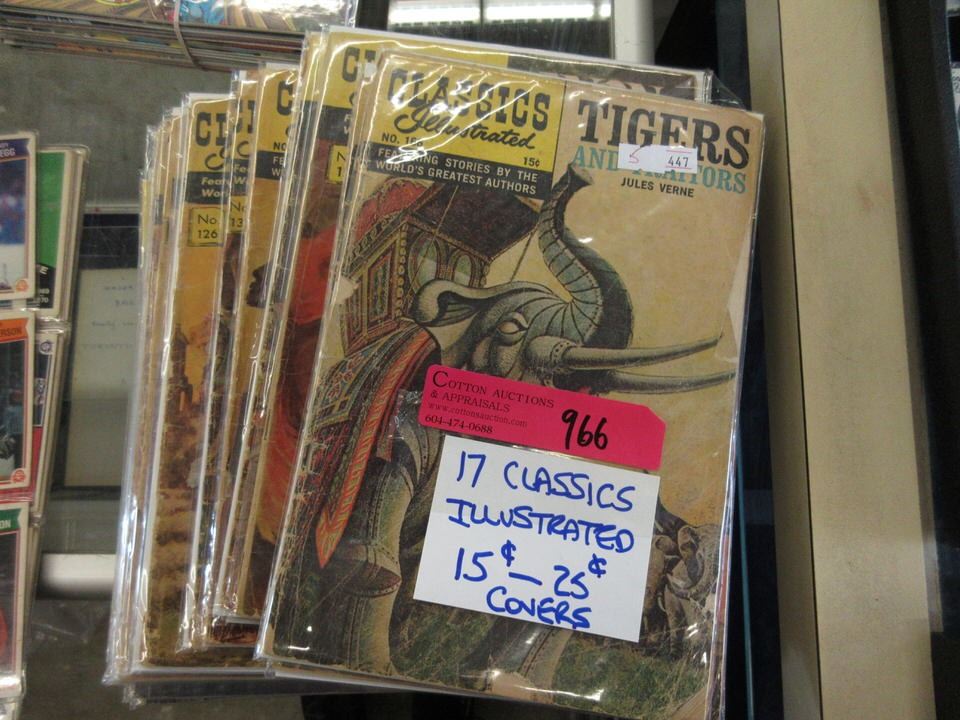 CLASSICS
Illustrated
15¢
FEATURING STORIES BY THE
WORLD'S GREATEST AUTHORS
TIGERS
AND TRAITORS
JULES VERNE
5 447
No.
126
COTTON AUCTIONS
& APPRAISALS
www.cottonsauction.com
604-474-0688
966
17 CLASSICS
ILLUSTRATED
15¢ — 25¢
COVERS